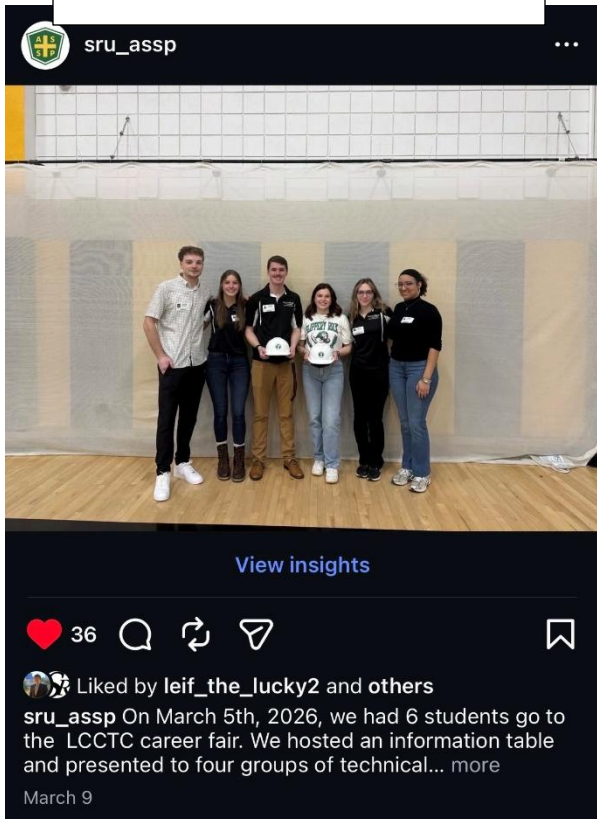 A S
S P
sru_assp
SLIPPERY ROCK
View insights
36
Liked by leif_the_lucky2 and others
sru_assp On March 5th, 2026, we had 6 students go to
the LCCTC career fair. We hosted an information table
and presented to four groups of technical... more
March 9